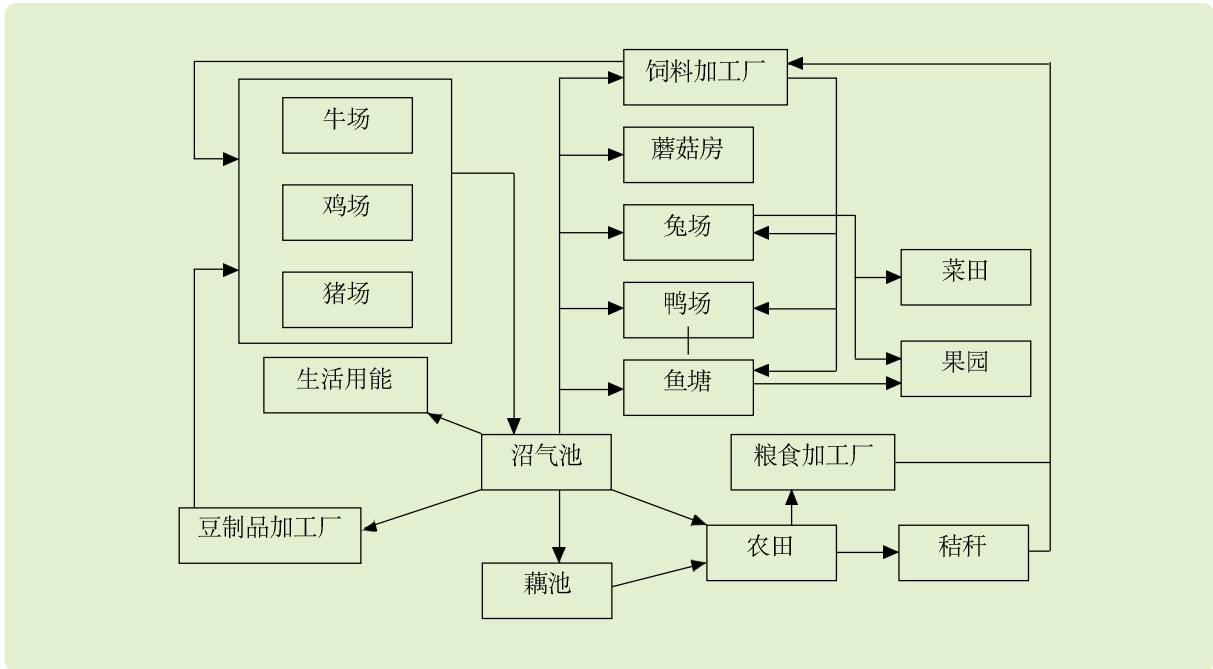 饲料加工厂
牛场
蘑菇房
鸡场
兔场
菜田
猪场
鸭场
果园
生活用能
鱼塘
沼气池
粮食加工厂
豆制品加工厂
农田
秸秆
藕池